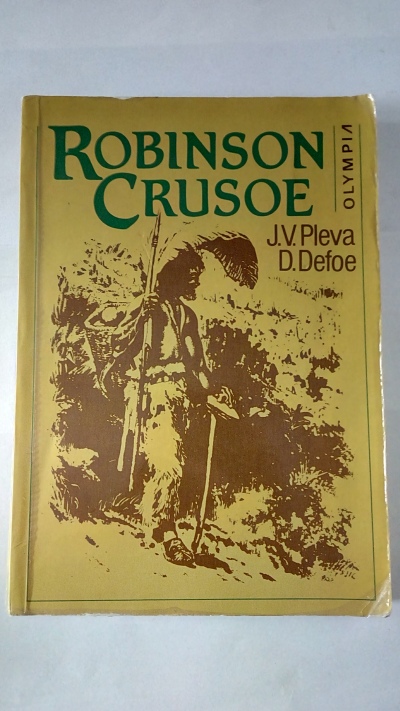 ROBINSON
CRUSOE
OLYMPIA
J.V. Pleva
D. Defoe